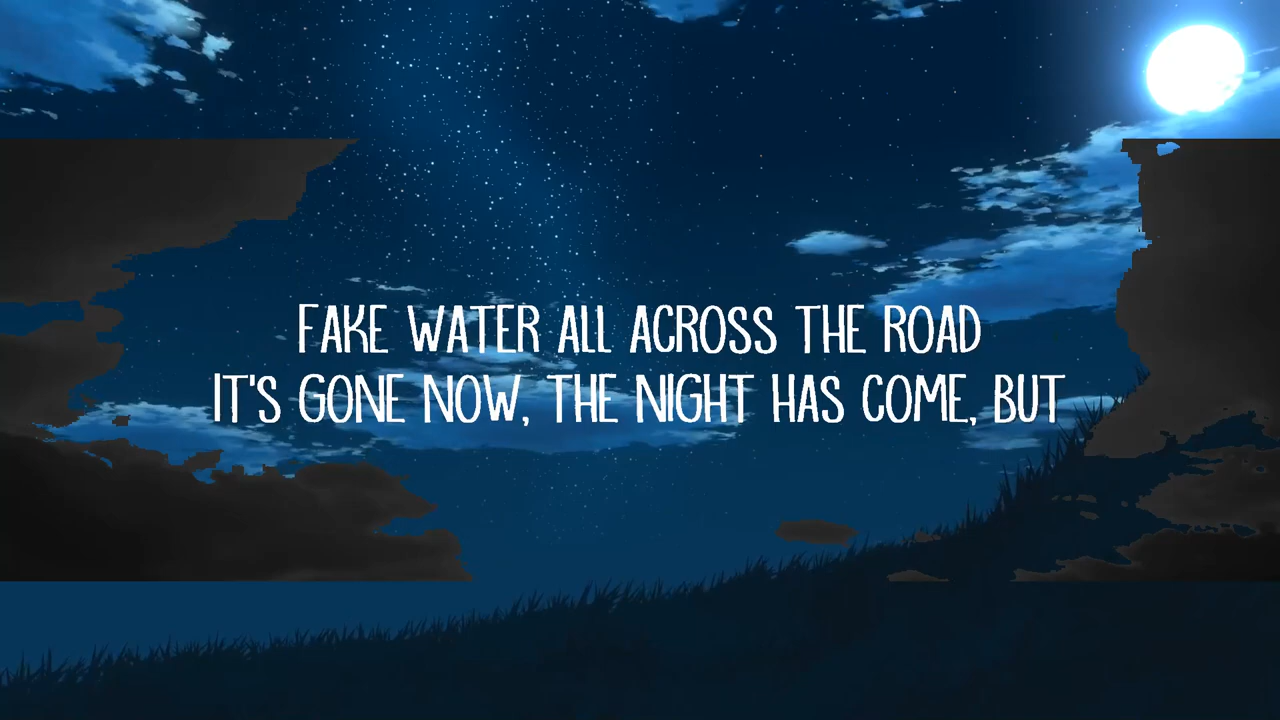 FAKE WATER ALL ACROSS THE ROAD
IT'S GONE NOW, THE NIGHT HAS COME, BUT